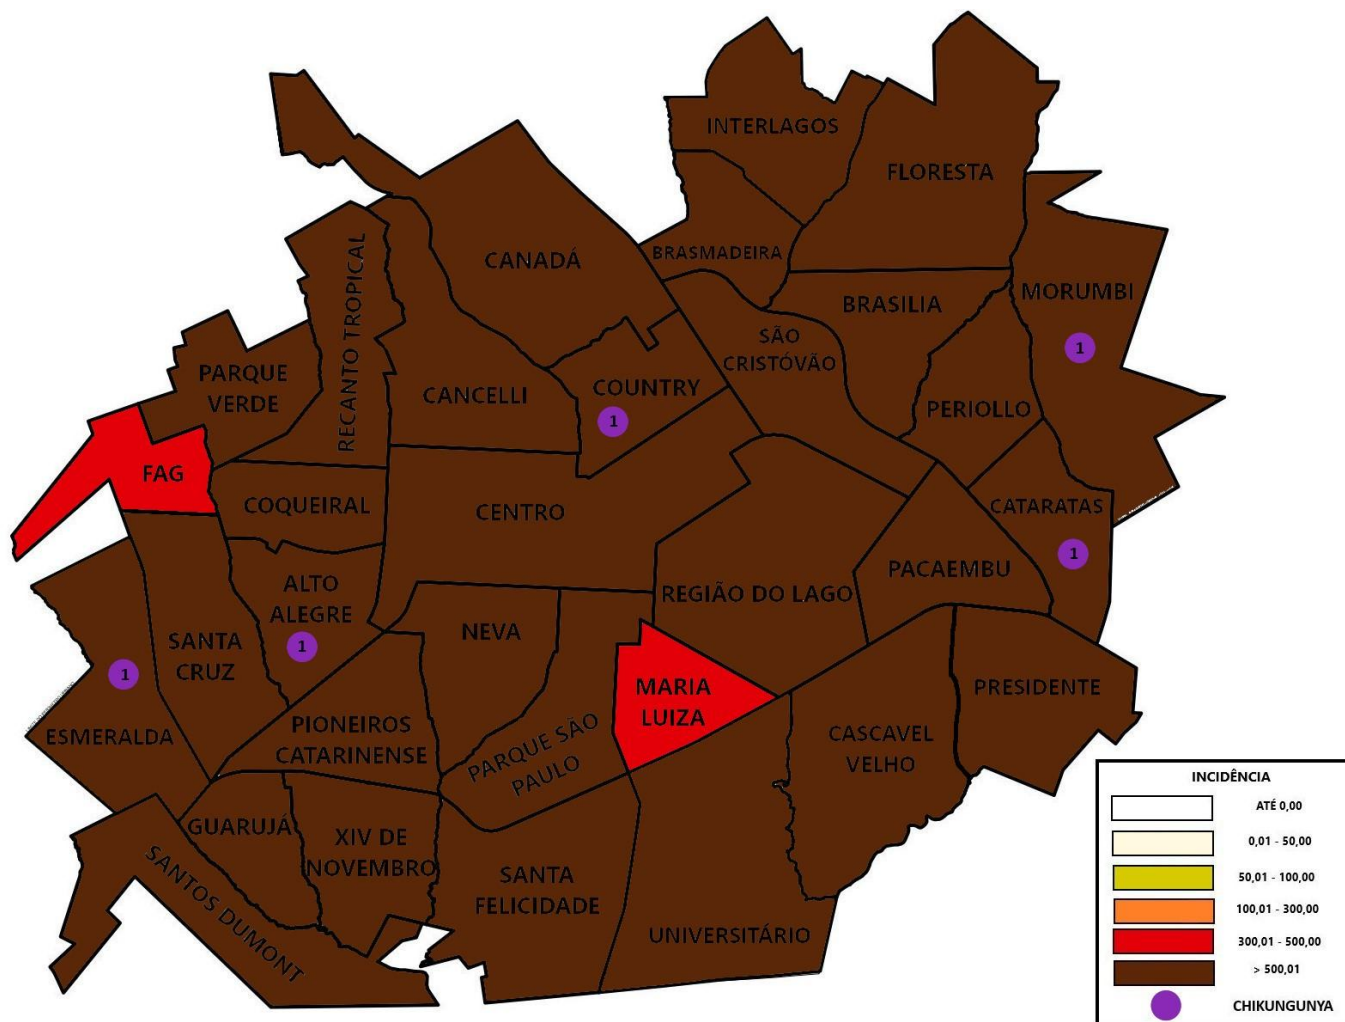 INTERLAGOS
FLORESTA
CANADÁ
BRASMADEIRA
RECANTO TROPICAL
MORUMBI
1
BRASILIA
SÃO
CRISTÓVÃO
PARQUE
VERDE
CANCELLI
COUNTRY
1
PERIOLLO
FAG
COQUEIRAL
CENTRO
CATARATAS
1
ALTO
ALEGRE
1
REGIÃO DO LAGO
PACAEMBU
NEVA
SANTA
CRUZ
1
ESMERALDA
MARIA
LUIZA
PRESIDENTE
PIONEIROS
CATARINENSE
PARQUE SÃO
PAULO
CASCAVEL
VELHO
GUARUJÁ
XIV DE
NOVEMBRO
SANTOS DUMONT
SANTA
FELICIDADE
UNIVERSITÁRIO
INCIDÊNCIA
ATÉ 0,00
0,01 - 50,00
50,01 - 100,00
100,01 - 300,00
300,01 - 500,00
> 500,01
CHIKUNGUNYA